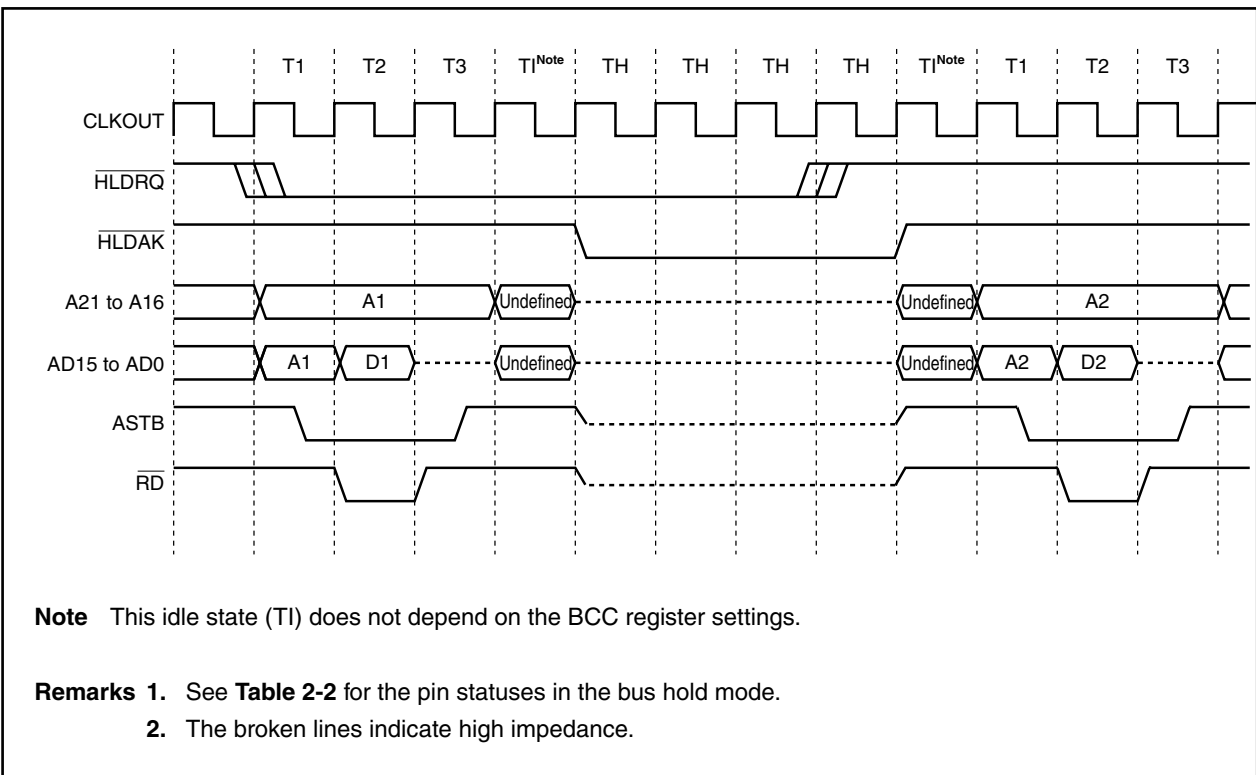 T1 T2 T3 TI Note TH TH TH TH TI Note T1 T2 T3
CLKOUT
HLDRQ
HLDAK
A21 to A16 A1 Undefined Undefined A2
AD15 to AD0 A1 D1 Undefined Undefined A2 D2
ASTB
RD
Note This idle state (TI) does not depend on the BCC register settings.
Remarks 1. See Table 2-2 for the pin statuses in the bus hold mode.
2. The broken lines indicate high impedance.